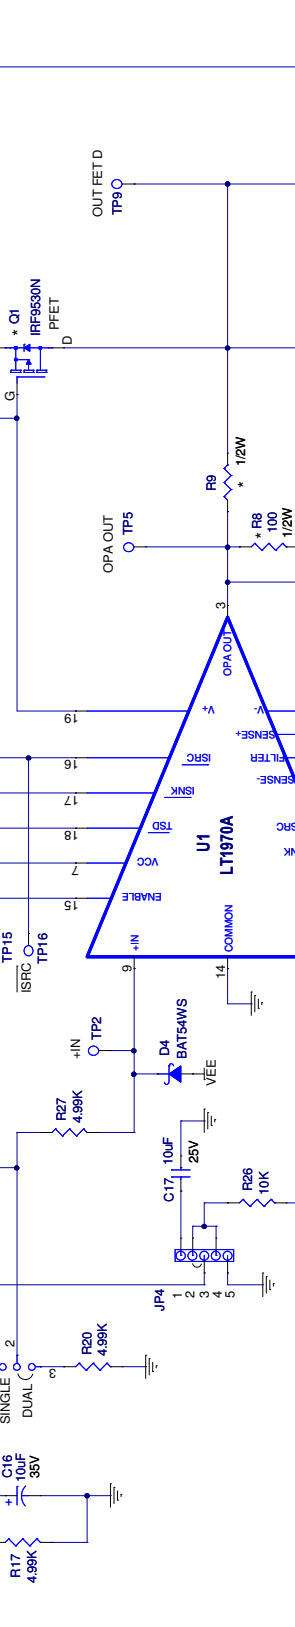 OUT FET D
TP9
* Q1
IRF9530N
PFET
D
G
1/2W
R9
*
OPA OUT
TP5
* R8
100
1/2W
3
OPA OUT
19
V+
V-
SENSE+
16
ISRC
FILTER
17
ISNK
SENSE-
18
TSD
U1
LT1970A
7
VCC
15
ENABLE
+IN
COMMON
TP15
TP16
ISRC
9
14
+IN
TP2
D4
BAT54WS
VEE
R27
4.99K
C17
10uF
25V
R26
10K
JP4
1
2
3
4
5
2
SINGLE
DUAL
3
R20
4.99K
C16
10uF
35V
+
R17
4.99K